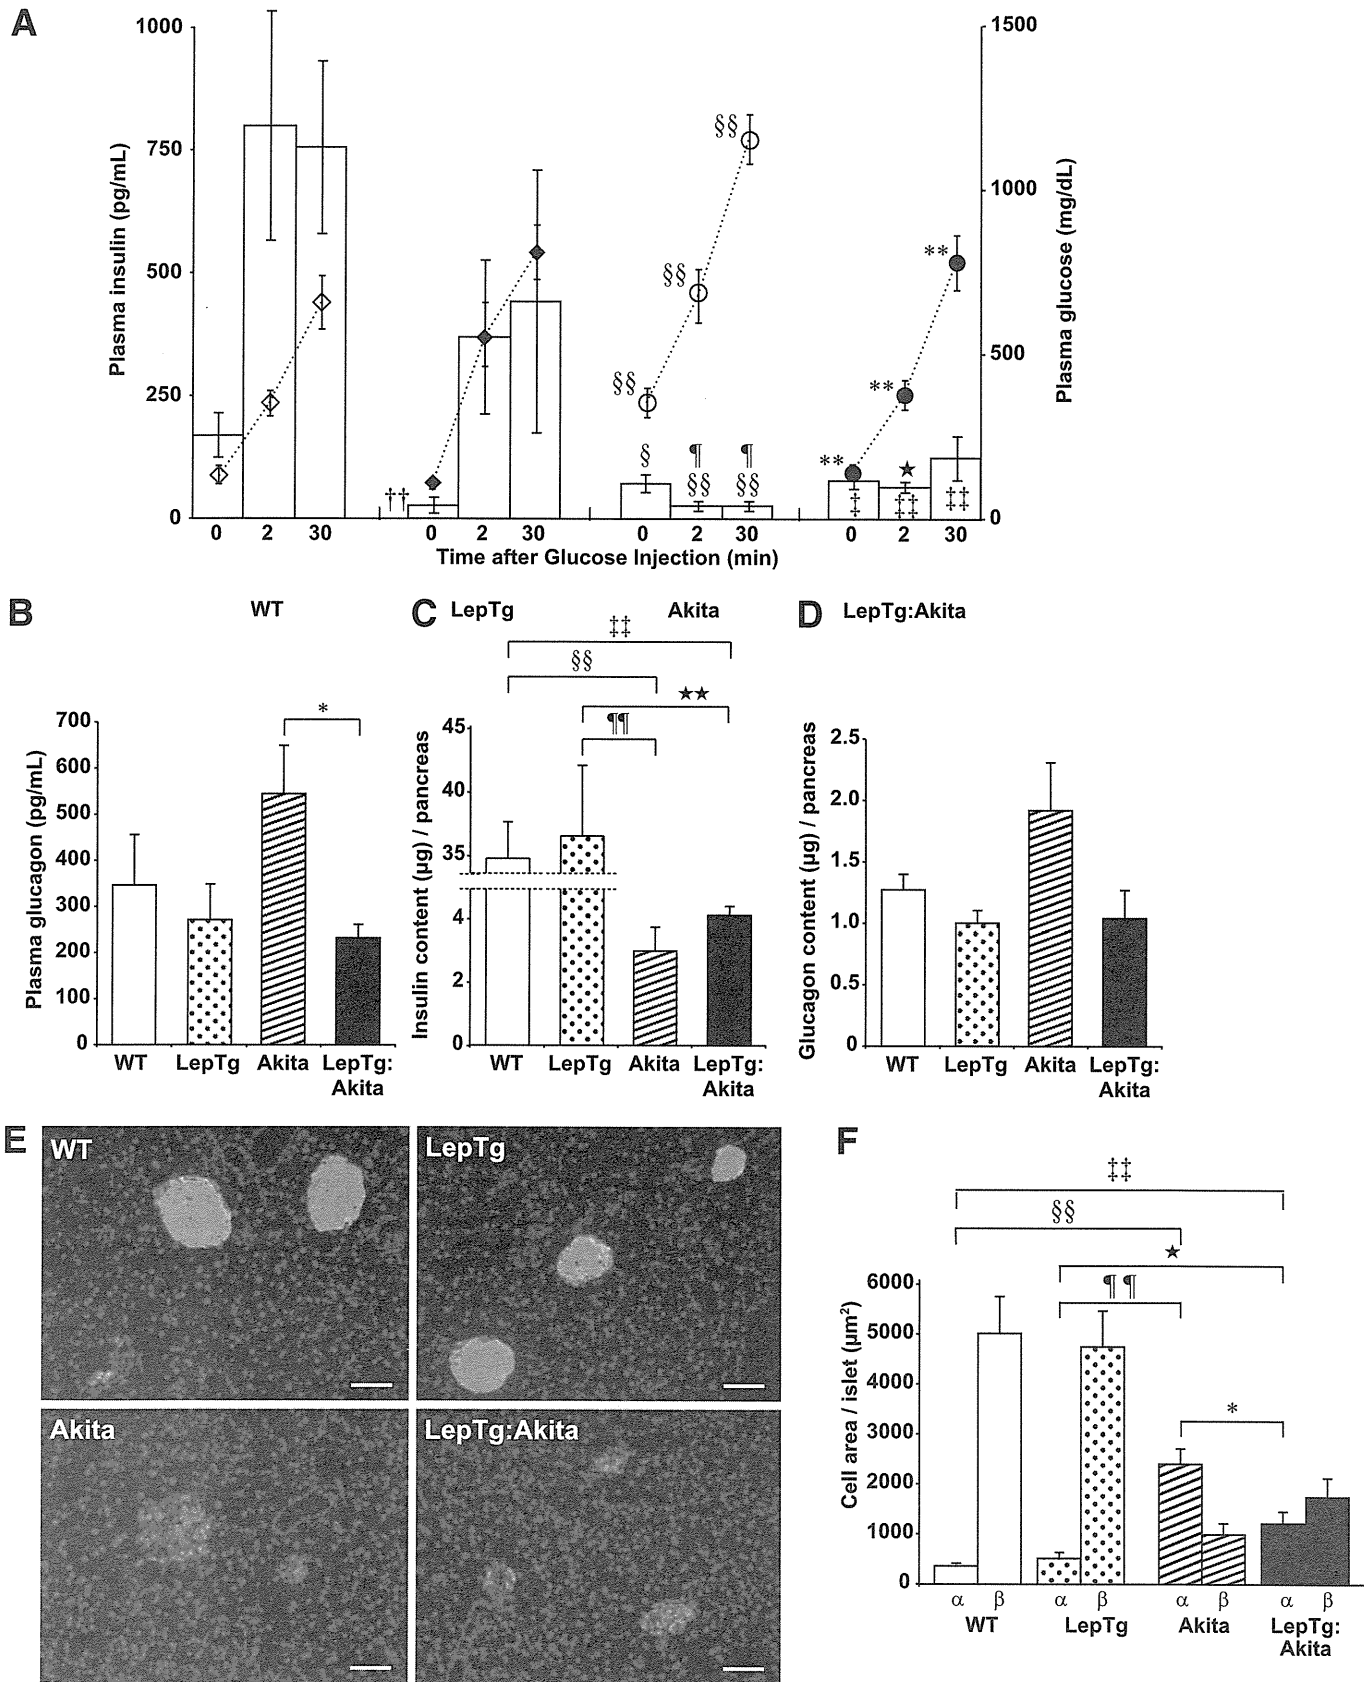 A
1000
750
500
250
0
Plasma insulin (pg/mL)
1500
1000
500
0
Plasma glucose (mg/dL)
††
§§
§§
§§
§
¶
§§
¶
§§
**
**
**
★
‡
‡‡
‡‡
0 2 30 0 2 30 0 2 30 0 2 30
Time after Glucose Injection (min)
WT LepTg Akita LepTg:Akita
B
700
600
500
400
300
200
100
0
Plasma glucagon (pg/mL)
*
WT LepTg Akita LepTg:
Akita
C
‡‡
§§
★★
¶¶
45
40
35
4
2
0
Insulin content (µg) / pancreas
WT LepTg Akita LepTg:
Akita
D
2.5
2.0
1.5
1.0
0.5
0
Glucagon content (µg) / pancreas
WT LepTg Akita LepTg:
Akita
E
WT
LepTg
Akita
LepTg:Akita
F
‡‡
§§
★
¶ ¶
*
6000
5000
4000
3000
2000
1000
0
Cell area / islet (µm²)
α β α β α β α β
WT LepTg Akita LepTg:
Akita